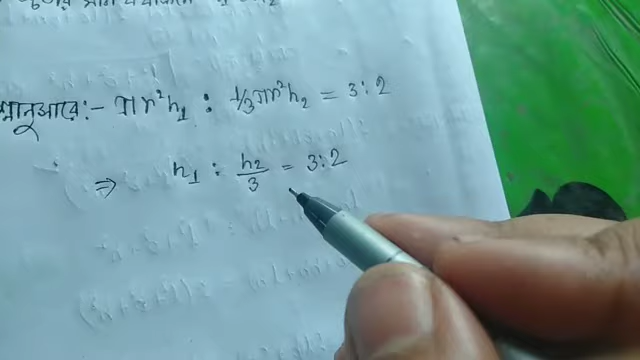 প্রশ্নানুসারে:- πr²h₁ : 1/3πr²h₂ = 3:2
⇒ h₁ : h₂/3 = 3:2